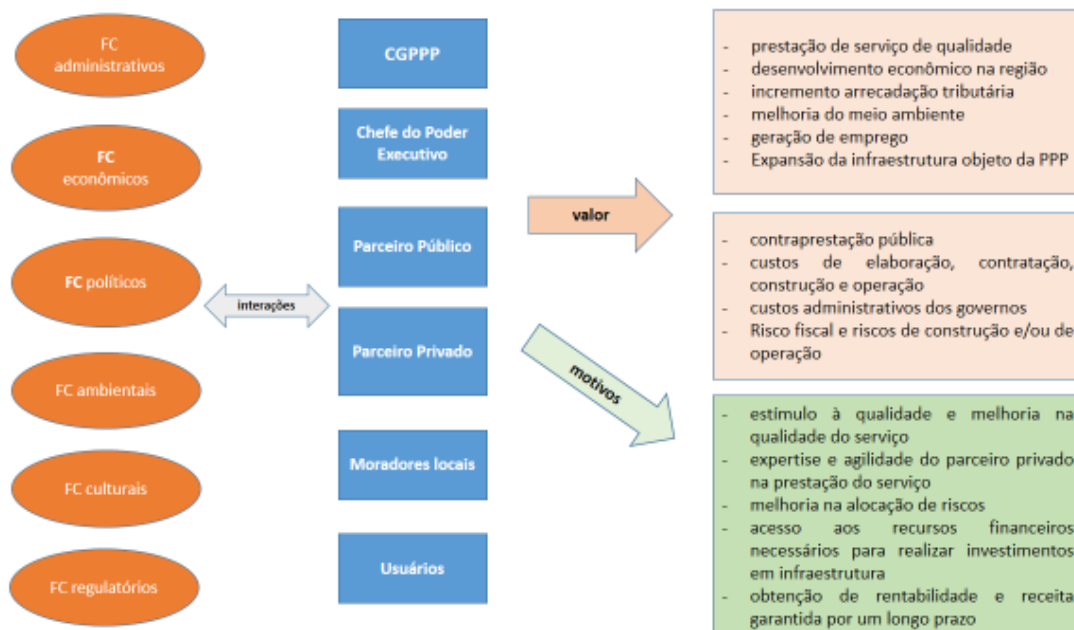 FC
administrativos
FC
econômicos
FC políticos
FC ambientais
FC culturais
FC regulatórios
interações
CGPPP
Chefe do Poder
Executivo
Parceiro Público
Parceiro Privado
Moradores locais
Usuários
valor
motivos
- prestação de serviço de qualidade
- desenvolvimento econômico na região
- incremento arrecadação tributária
- melhoria do meio ambiente
- geração de emprego
- Expansão da infraestrutura objeto da PPP
- contraprestação pública
- custos de elaboração, contratação,
construção e operação
- custos administrativos dos governos
- Risco fiscal e riscos de construção e/ou de
operação
- estímulo à qualidade e melhoria na
qualidade do serviço
- expertise e agilidade do parceiro privado
na prestação do serviço
- melhoria na alocação de riscos
- acesso aos recursos financeiros
necessários para realizar investimentos
em infraestrutura
- obtenção de rentabilidade e receita
garantida por um longo prazo